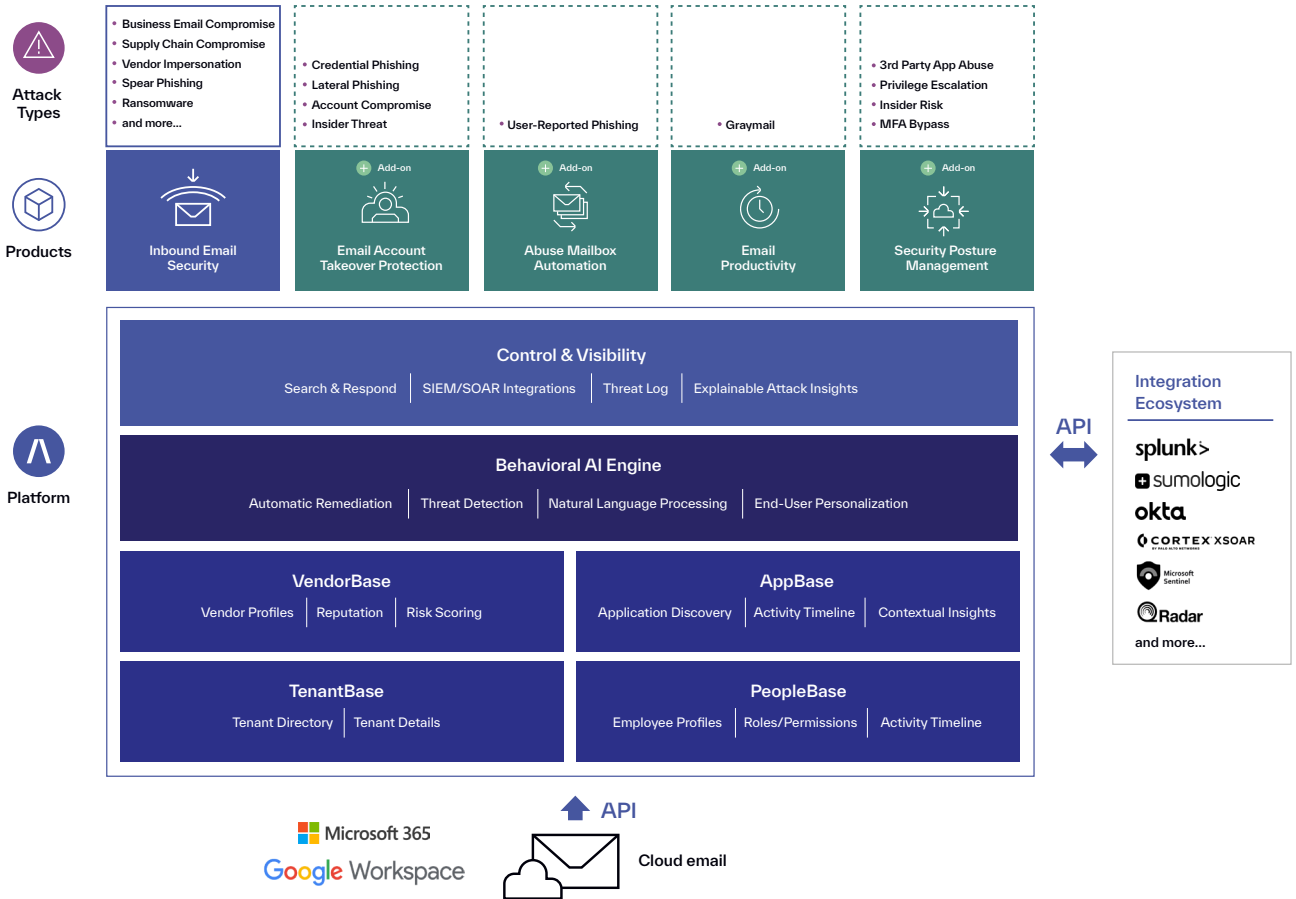 Attack
Types
• Business Email Compromise
• Supply Chain Compromise
• Vendor Impersonation
• Spear Phishing
• Ransomware
• and more...
• Credential Phishing
• Lateral Phishing
• Account Compromise
• Insider Threat
• User-Reported Phishing
• Graymail
• 3rd Party App Abuse
• Privilege Escalation
• Insider Risk
• MFA Bypass
Products
Inbound Email
Security
Add-on
Email Account
Takeover Protection
Add-on
Abuse Mailbox
Automation
Add-on
Email
Productivity
Add-on
Security Posture
Management
Platform
Control & Visibility
Search & Respond | SIEM/SOAR Integrations | Threat Log | Explainable Attack Insights
Behavioral AI Engine
Automatic Remediation | Threat Detection | Natural Language Processing | End-User Personalization
VendorBase
Vendor Profiles | Reputation | Risk Scoring
AppBase
Application Discovery | Activity Timeline | Contextual Insights
TenantBase
Tenant Directory | Tenant Details
PeopleBase
Employee Profiles | Roles/Permissions | Activity Timeline
API
Integration
Ecosystem
splunk>
sumologic
okta
CORTEX XSOAR
BY PALO ALTO NETWORKS
Microsoft
Sentinel
QRadar
and more...
API
Microsoft 365
Google Workspace
Cloud email